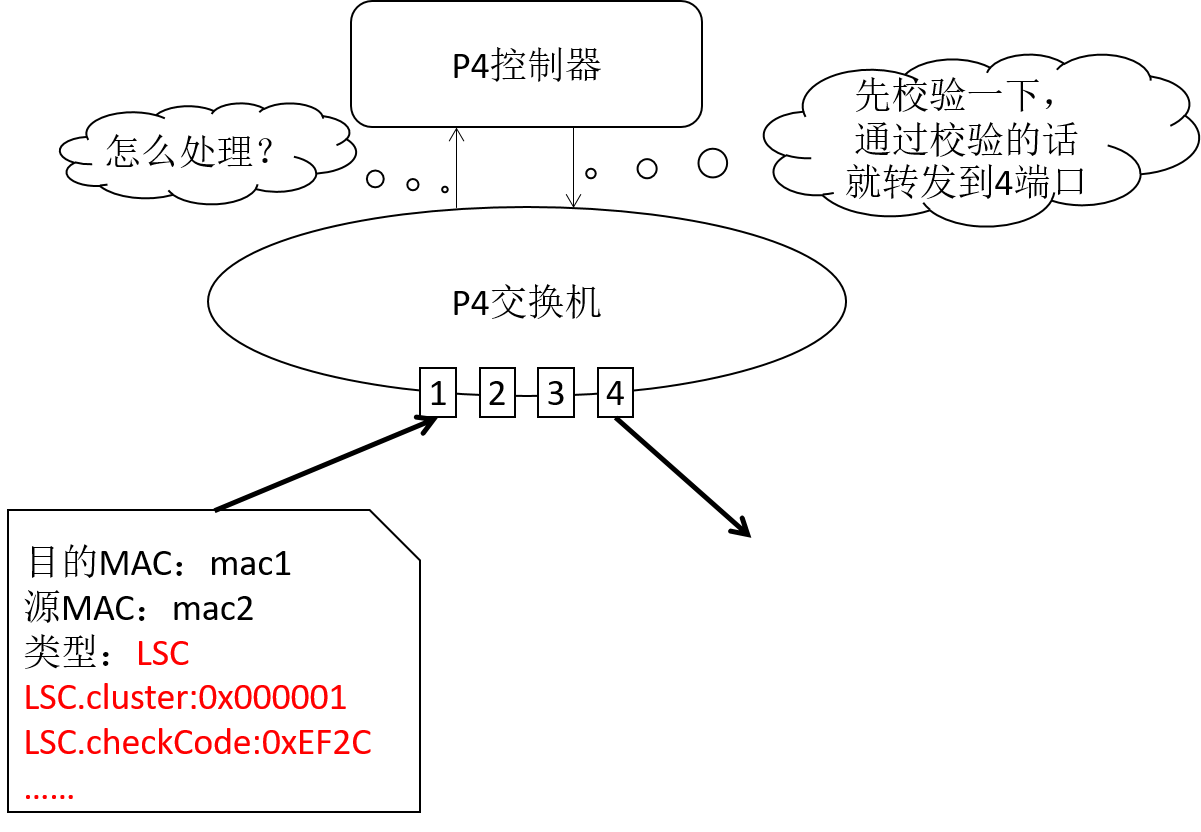 P4控制器
怎么处理？
先校验一下，
通过校验的话
就转发到4端口
P4交换机
1 2 3 4
目的MAC：mac1
源MAC：mac2
类型：LSC
LSC.cluster:0x000001
LSC.checkCode:0xEF2C
……